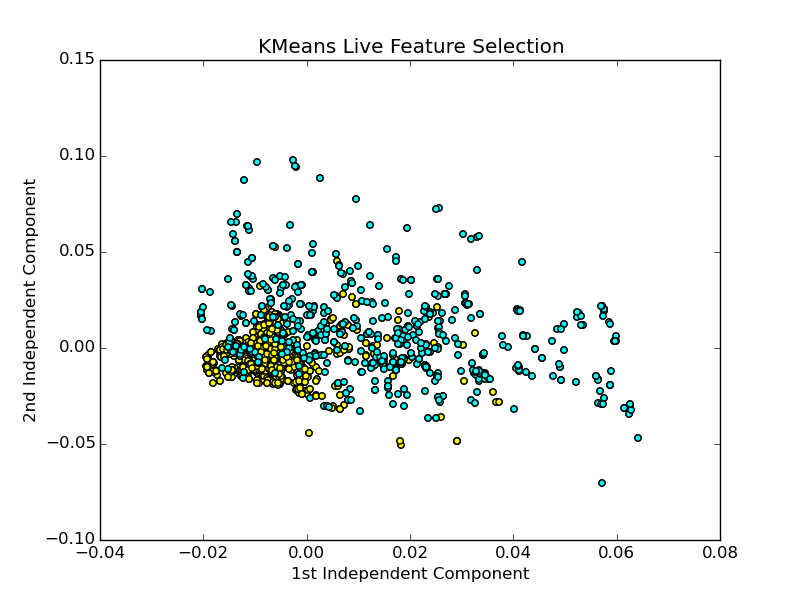 KMeans Live Feature Selection
0.15
0.10
0.05
0.00
−0.05
−0.10
2nd Independent Component
−0.04 −0.02 0.00 0.02 0.04 0.06 0.08
1st Independent Component